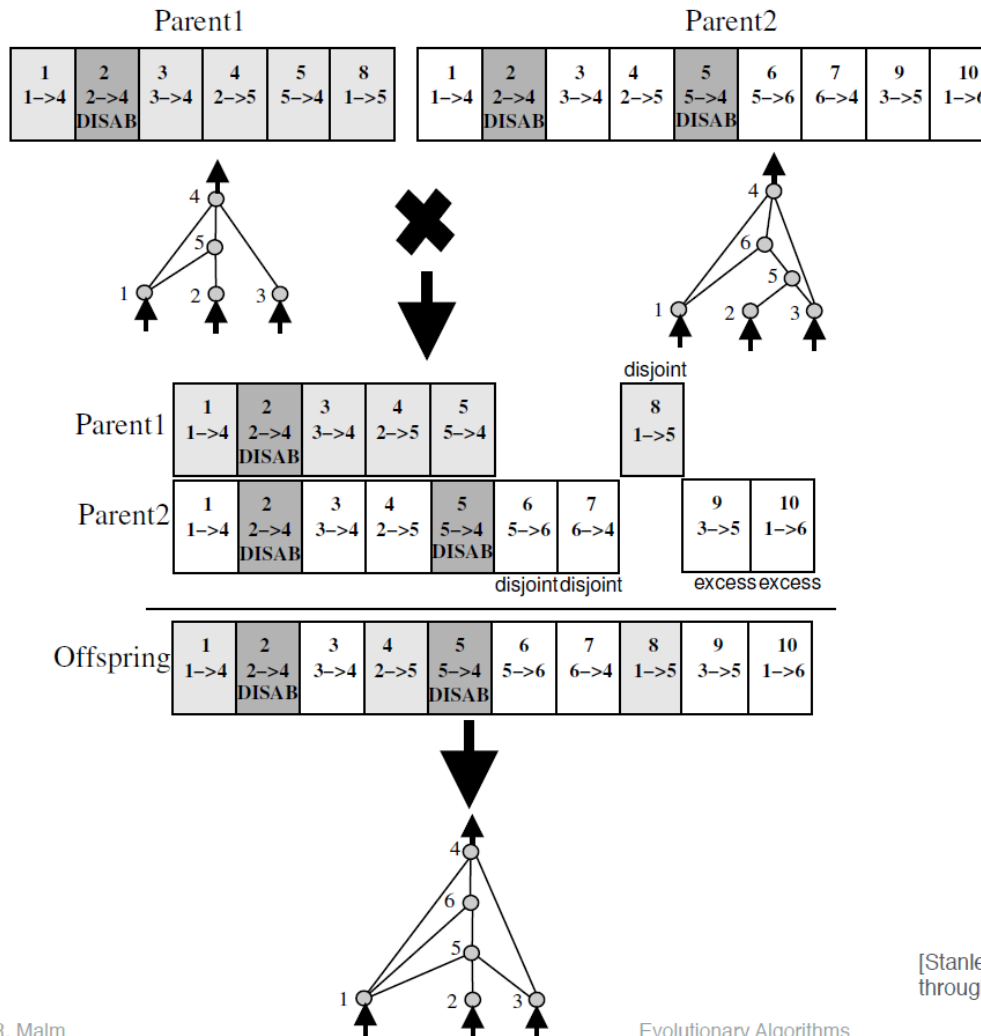 Parent1
Parent2
1 2 3 4 5 8
1->4 2->4 3->4 2->5 5->4 1->5
DISAB
1 2 3 4 5 6 7 9 10
1->4 2->4 3->4 2->5 5->4 5->6 6->4 3->5 1->6
DISAB DISAB
4
5
1 2 3
4
6
5
1 2 3
disjoint
Parent1
1 2 3 4 5 8
1->4 2->4 3->4 2->5 5->4 1->5
DISAB
Parent2
1 2 3 4 5 6 7 9 10
1->4 2->4 3->4 2->5 5->4 5->6 6->4 3->5 1->6
DISAB DISAB
disjoint disjoint excess excess
Offspring
1 2 3 4 5 6 7 8 9 10
1->4 2->4 3->4 2->5 5->4 5->6 6->4 1->5 3->5 1->6
DISAB DISAB
4
6
5
1 2 3
[Stanle
throug
Malm
Evolutionary Algorithms